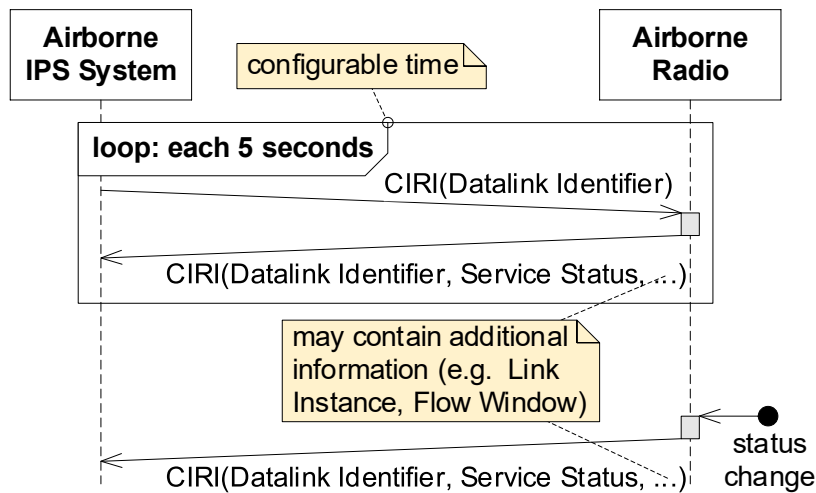 Airborne
IPS System
configurable time
Airborne
Radio
loop: each 5 seconds
CIRI(Datalink Identifier)
CIRI(Datalink Identifier, Service Status, ...)
may contain additional
information (e.g. Link
Instance, Flow Window)
status
change
CIRI(Datalink Identifier, Service Status, ...)